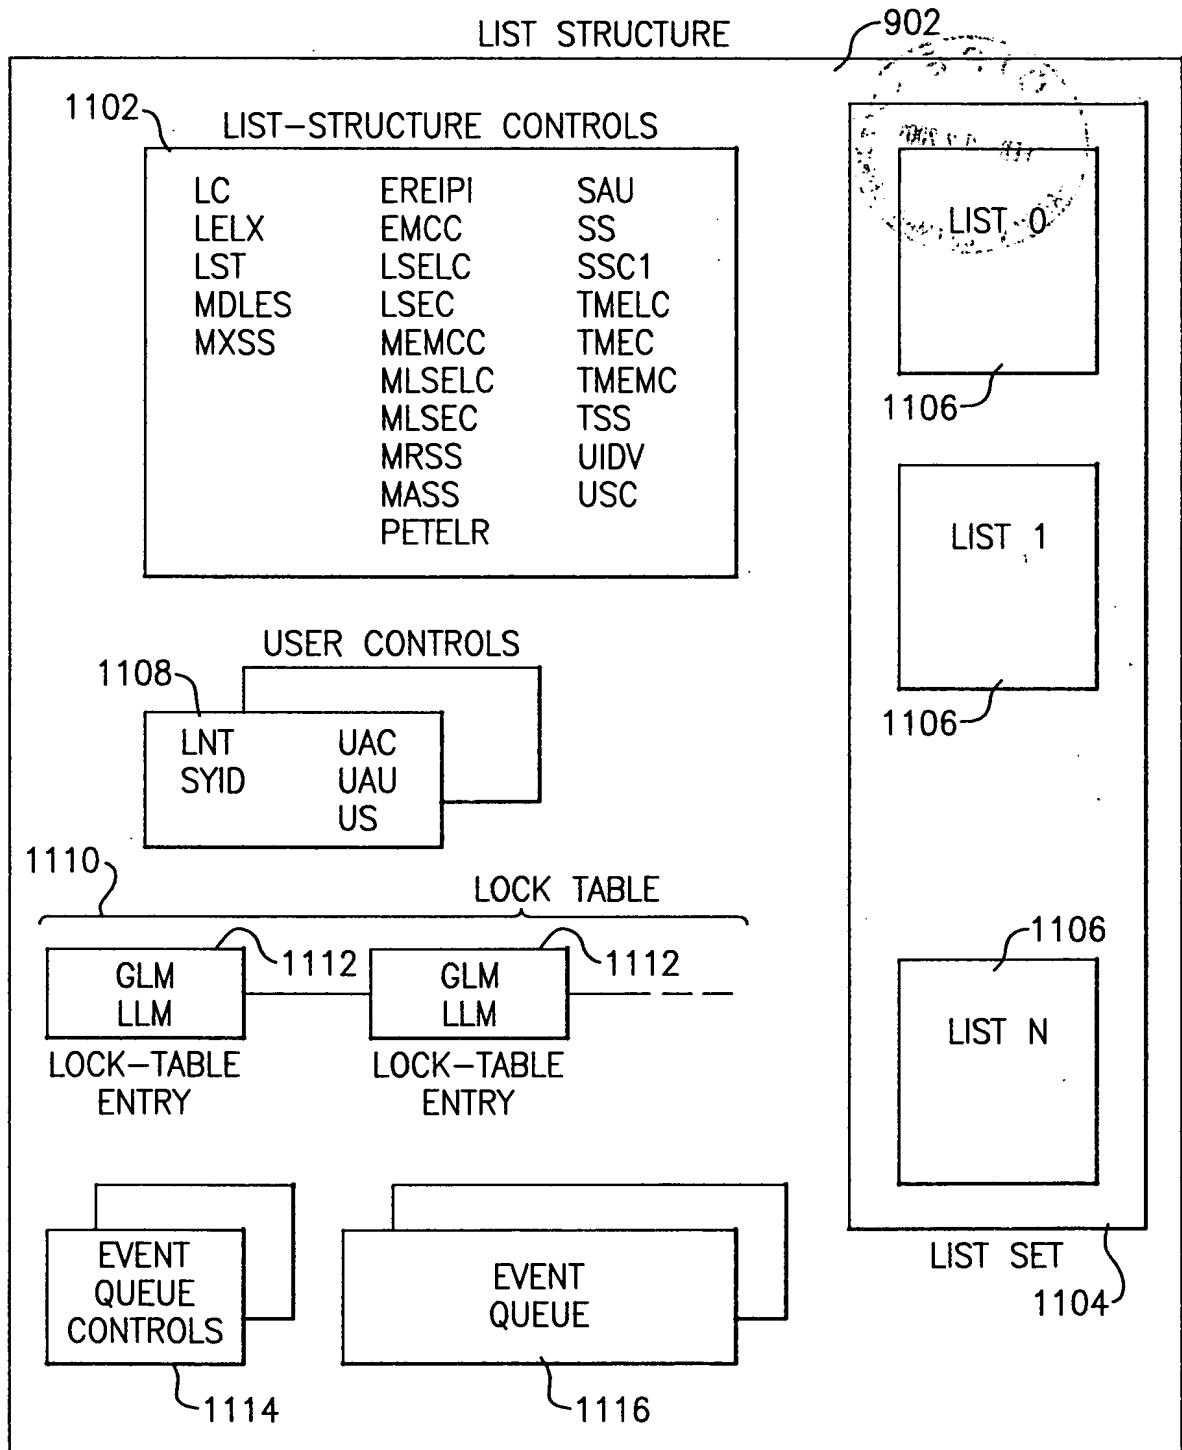 LIST STRUCTURE
902
1102
LIST-STRUCTURE CONTROLS
LC EREIPI SAU
LELX EMCC SS
LST LSELC SSC1
MDLES LSEC TMELC
MXSS MEMCC TMEC
MLSELC TMEMC
MLSEC TSS
MRSS UIDV
MASS USC
PETELR
LIST 0
1106
LIST 1
1106
USER CONTROLS
1108
LNT UAC
SYID UAU
US
1110
LOCK TABLE
1112
1112
GLM
LLM
GLM
LLM
LOCK-TABLE
ENTRY
LOCK-TABLE
ENTRY
1106
LIST N
EVENT
QUEUE
CONTROLS
EVENT
QUEUE
LIST SET
1104
1114
1116